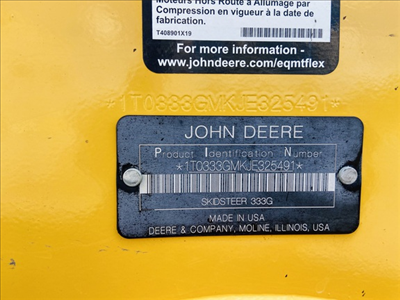 Moteurs Hors Route à Allumage par
Compression en vigueur à la date de
fabrication.
T408901X19
For more information -
www.johndeere.com/eqmtflex
*1T0333GMKJE325491*
JOHN DEERE
Product Identification Number
*1T0333GMKJE325491*
SKIDSTEER 333G
MADE IN USA
DEERE & COMPANY, MOLINE, ILLINOIS, USA